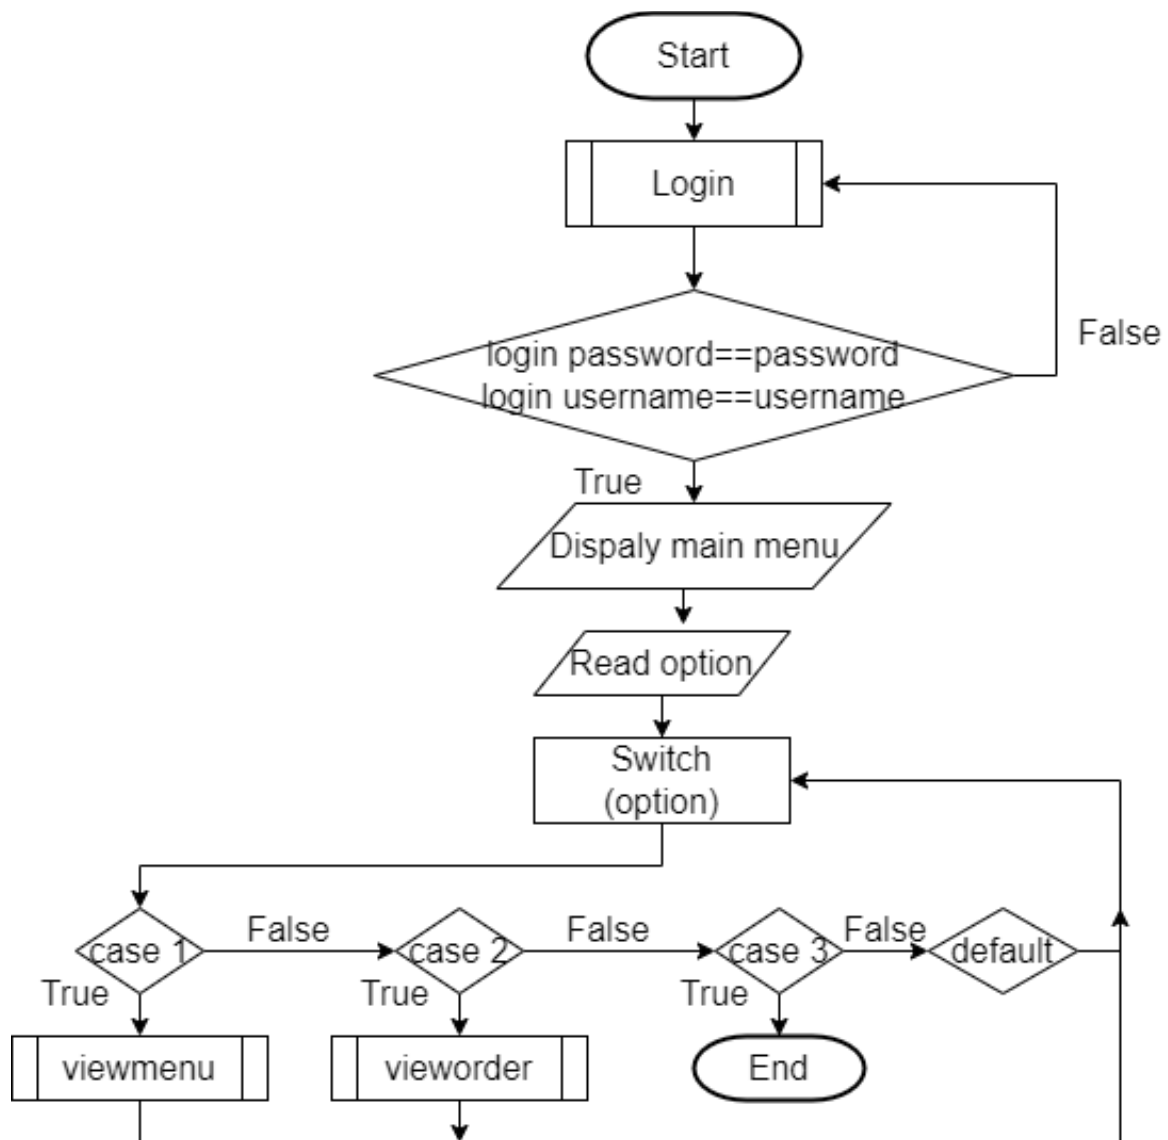 Start
Login
False
login password==password
login username==username
True
Dispaly main menu
Read option
Switch
(option)
case 1
False
case 2
False
case 3
False
default
True
True
True
viewmenu
vieworder
End